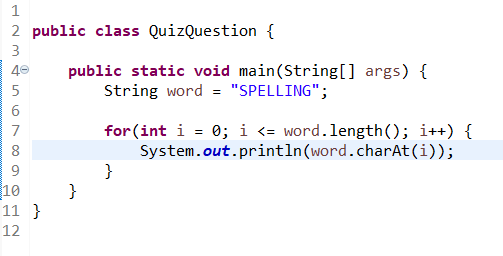 1
2 public class QuizQuestion {
3
4 public static void main(String[] args) {
5 String word = "SPELLING";
6
7 for(int i = 0; i <= word.length(); i++) {
8 System.out.println(word.charAt(i));
9 }
10 }
11 }
12